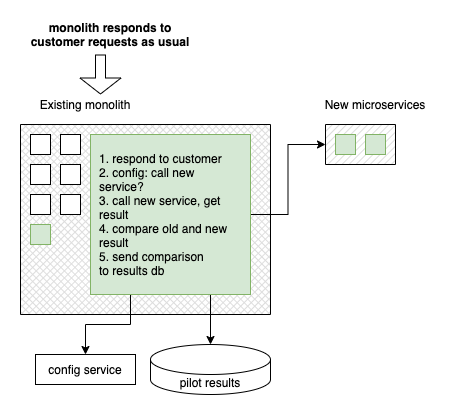 monolith responds to
customer requests as usual
Existing monolith
New microservices
1. respond to customer
2. config: call new
service?
3. call new service, get
result
4. compare old and new
result
5. send comparison
to results db
config service
pilot results